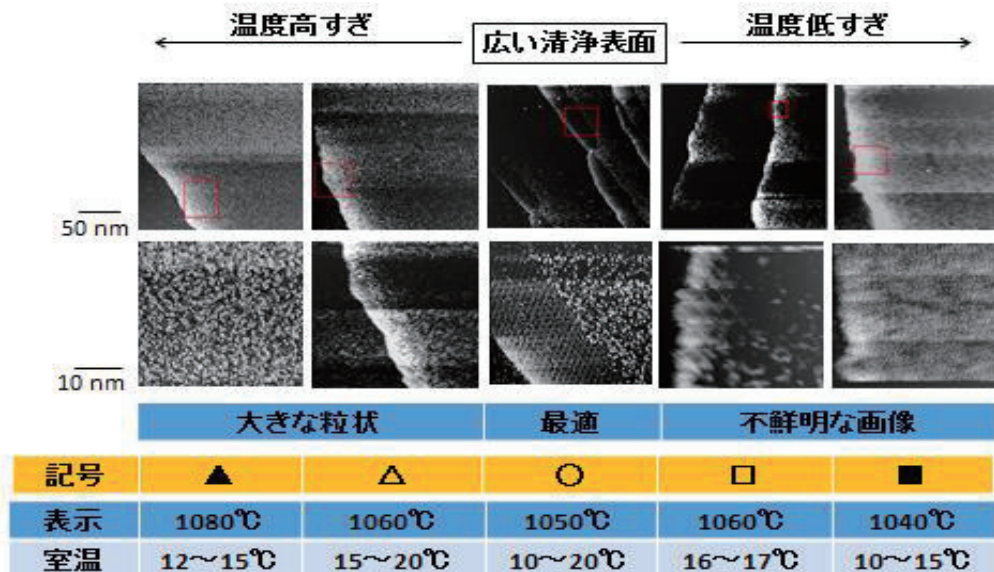 温度高すぎ 広い清浄表面 温度低すぎ
50 nm
10 nm
大きな粒状 最適 不鮮明な画像
記号 ▲ △ ○ □ ■
表示 1080℃ 1060℃ 1050℃ 1060℃ 1040℃
室温 12～15℃ 15～20℃ 10～20℃ 16～17℃ 10～15℃